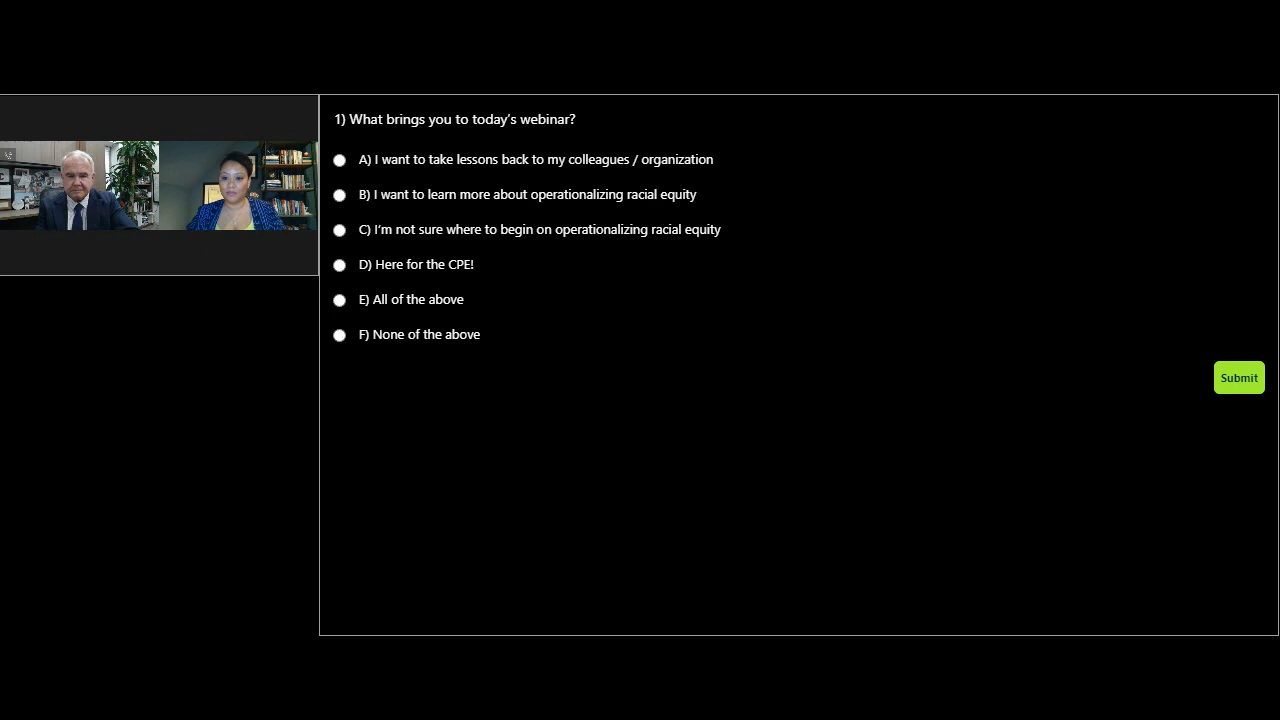 1) What brings you to today's webinar?
A) I want to take lessons back to my colleagues / organization
B) I want to learn more about operationalizing racial equity
C) I'm not sure where to begin on operationalizing racial equity
D) Here for the CPE!
E) All of the above
F) None of the above
Submit